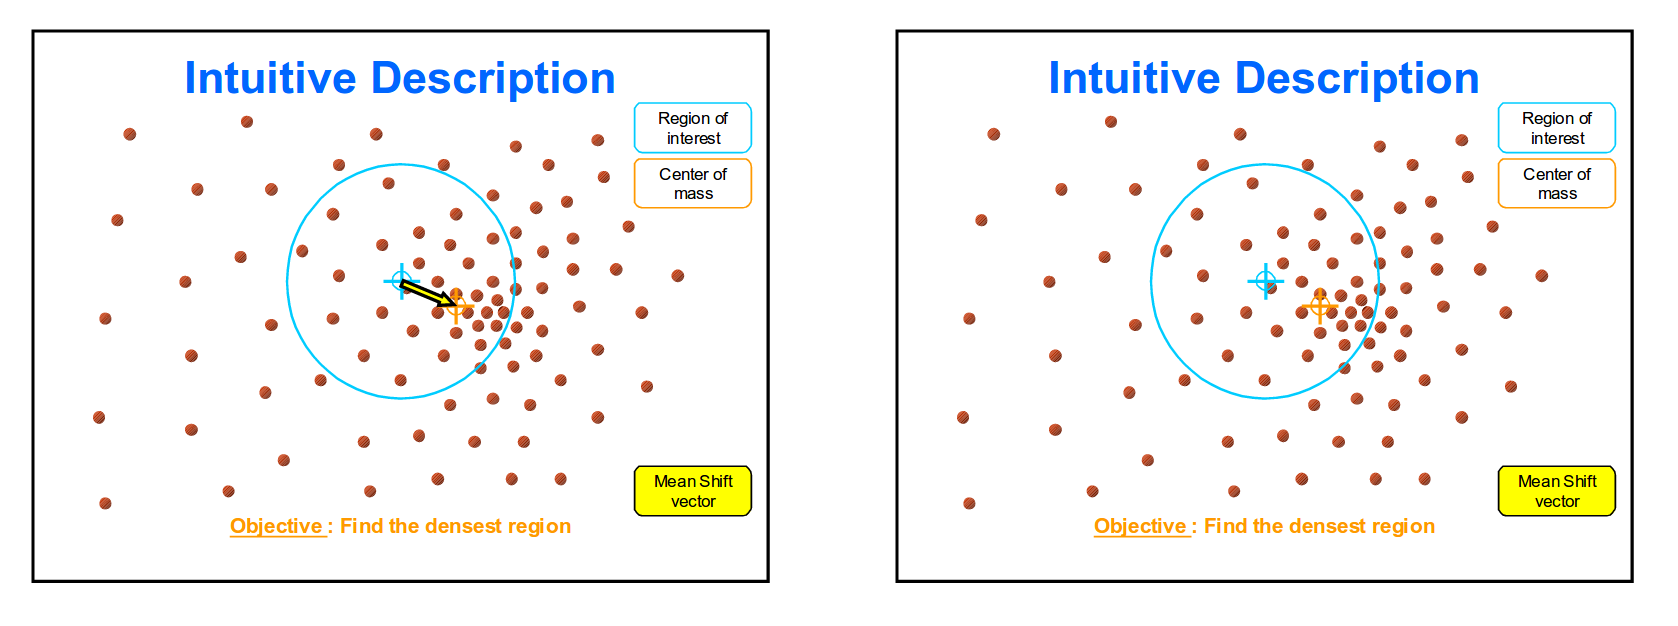 Intuitive Description
Region of
interest
Center of
mass
Mean Shift
vector
Objective : Find the densest region
Intuitive Description
Region of
interest
Center of
mass
Mean Shift
vector
Objective : Find the densest region